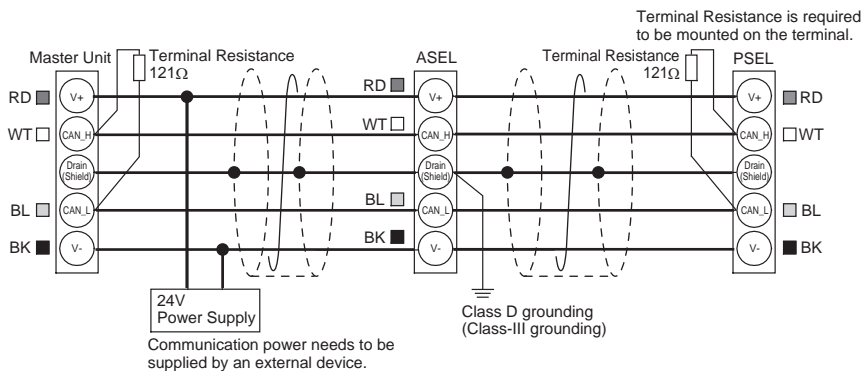 Terminal Resistance is required
to be mounted on the terminal.
Master Unit
Terminal Resistance
121Ω
ASEL
Terminal Resistance
121Ω
PSEL
RD
V+
RD
V+
V+
RD
WT
CAN_H
WT
CAN_H
CAN_H
WT
Drain
(Shield)
Drain
(Shield)
Drain
(Shield)
BL
CAN_L
BL
CAN_L
CAN_L
BL
BK
V-
BK
V-
V-
BK
24V
Power Supply
Class D grounding
(Class-III grounding)
Communication power needs to be
supplied by an external device.